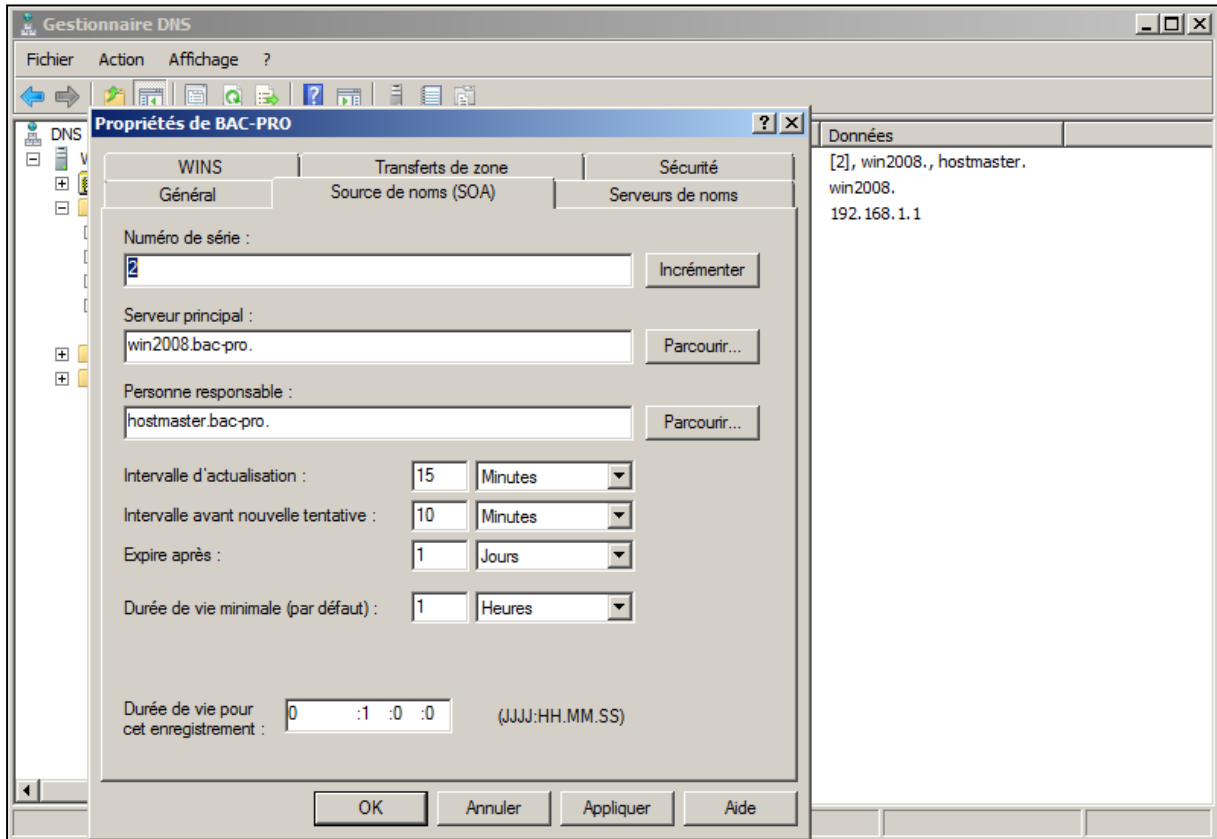 Gestionnaire DNS
Fichier Action Affichage ?
DNS
Données
[2], win2008., hostmaster.
win2008.
192.168.1.1
Propriétés de BAC-PRO
WINS Transferts de zone Sécurité
Général Source de noms (SOA) Serveurs de noms
Numéro de série :
2 Incrémenter
Serveur principal :
win2008.bac-pro. Parcourir...
Personne responsable :
hostmaster.bac-pro. Parcourir...
Intervalle d'actualisation : 15 Minutes
Intervalle avant nouvelle tentative : 10 Minutes
Expire après : 1 Jours
Durée de vie minimale (par défaut) : 1 Heures
Durée de vie pour
cet enregistrement : 0 :1 :0 :0 (JJJJ:HH.MM.SS)
OK Annuler Appliquer Aide